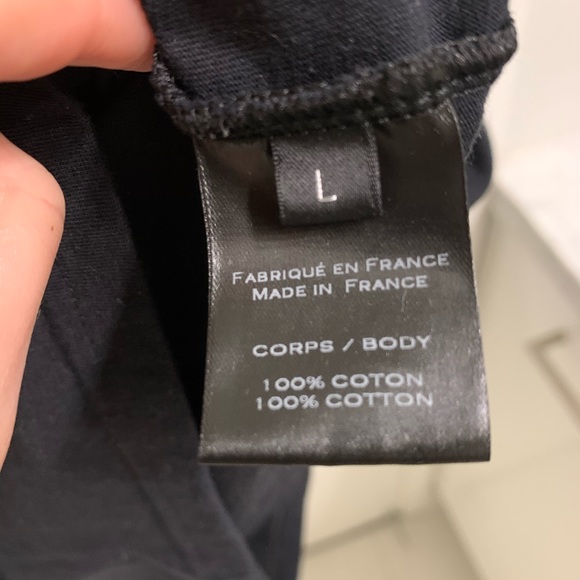 L
FABRIQUÉ EN FRANCE
MADE IN FRANCE
CORPS / BODY
100% COTON
100% COTTON